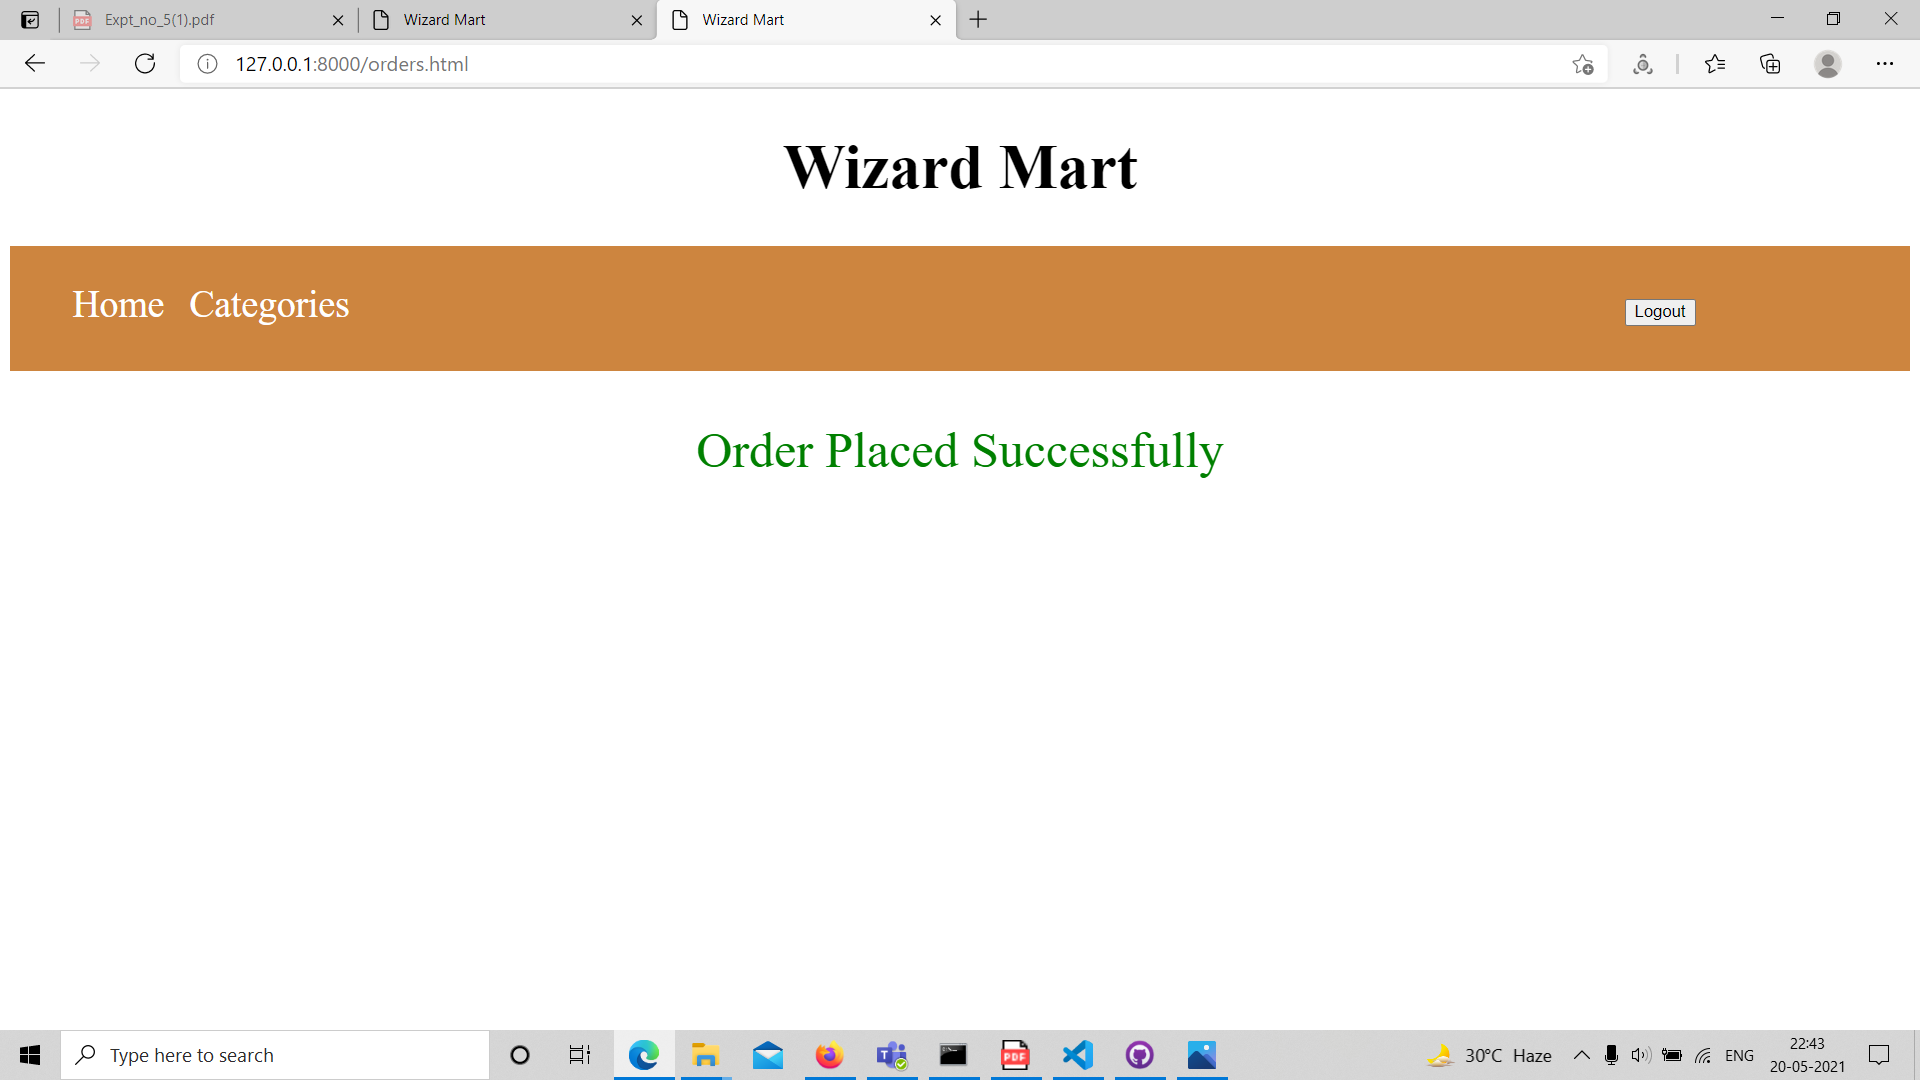 Expt_no_5(1).pdf
Wizard Mart
Wizard Mart
127.0.0.1:8000/orders.html
Wizard Mart
Home Categories
Logout
Order Placed Successfully
Type here to search
PDF
30°C Haze
ENG
22:43
20-05-2021